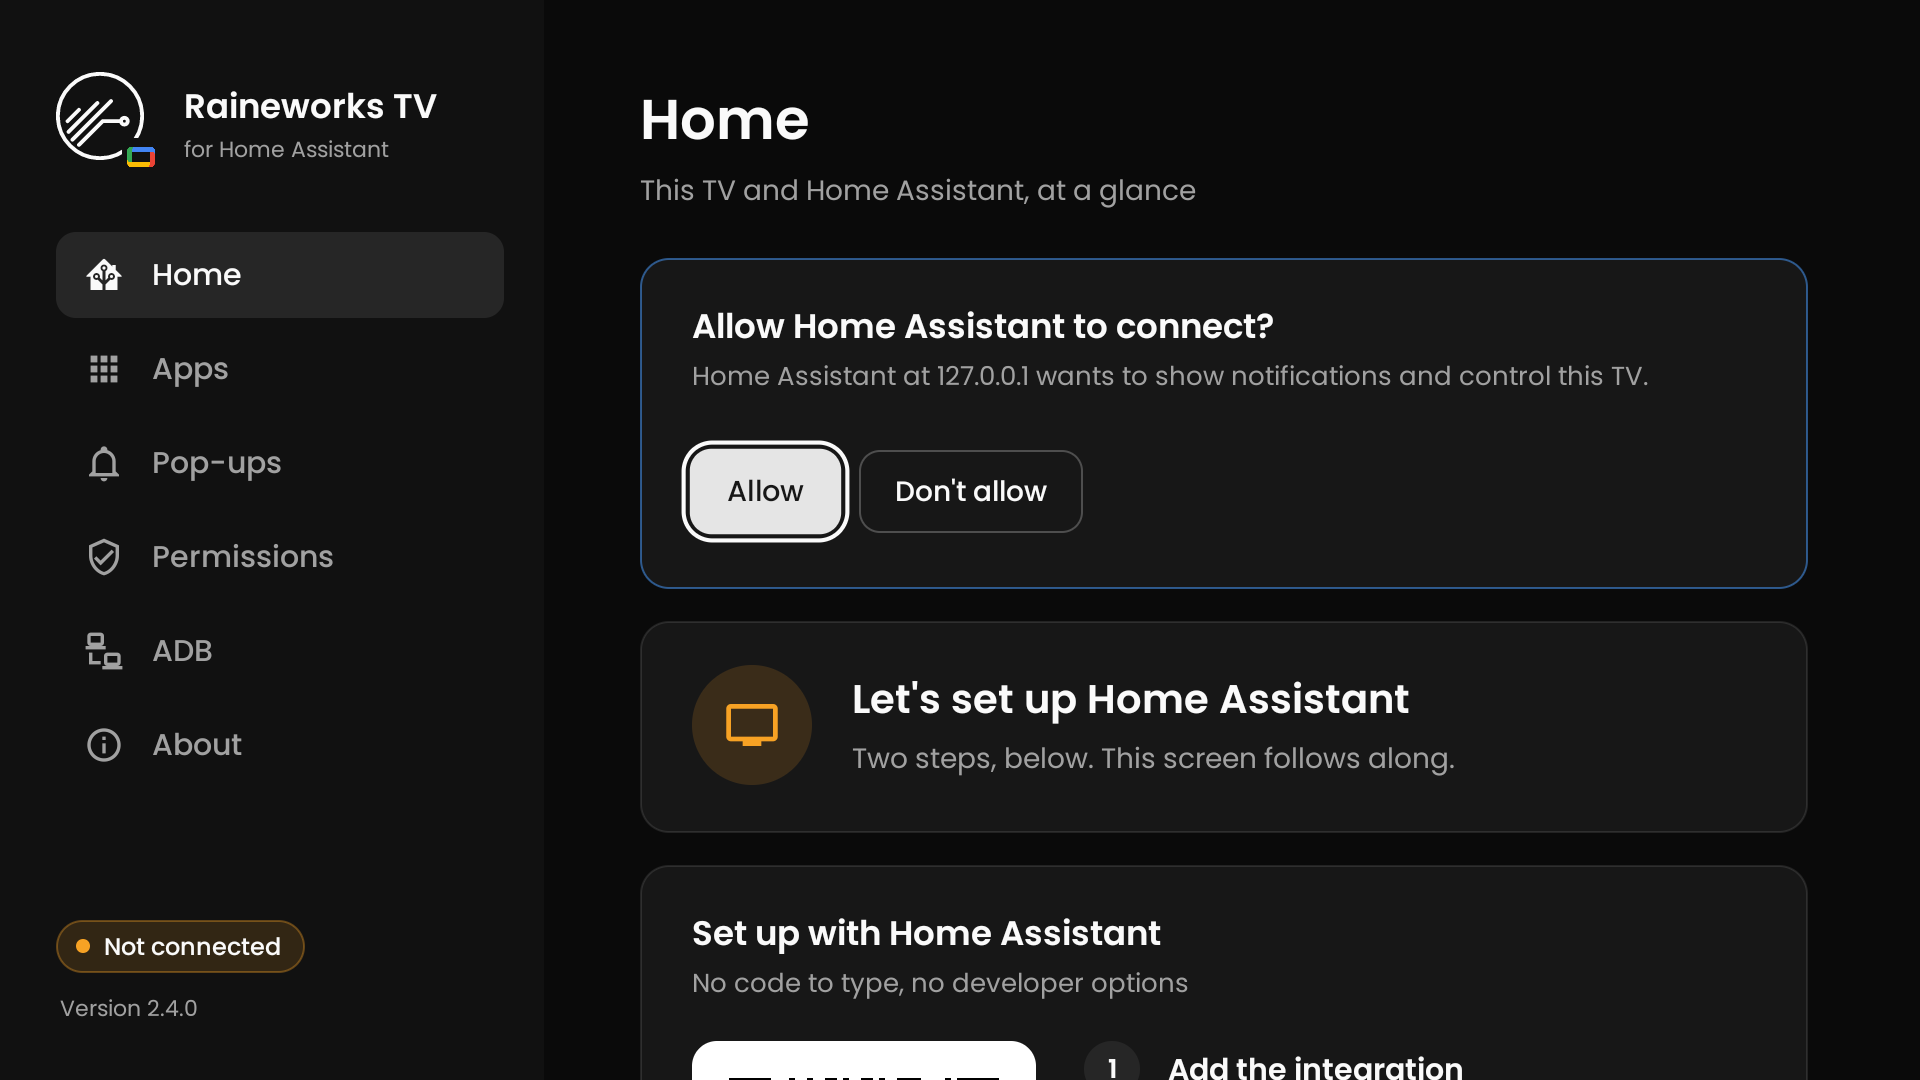 Raineworks TV
for Home Assistant
Home
Apps
Pop-ups
Permissions
ADB
About
Not connected
Version 2.4.0
Home
This TV and Home Assistant, at a glance
Allow Home Assistant to connect?
Home Assistant at 127.0.0.1 wants to show notifications and control this TV.
Allow
Don't allow
Let's set up Home Assistant
Two steps, below. This screen follows along.
Set up with Home Assistant
No code to type, no developer options
1
Add the integration